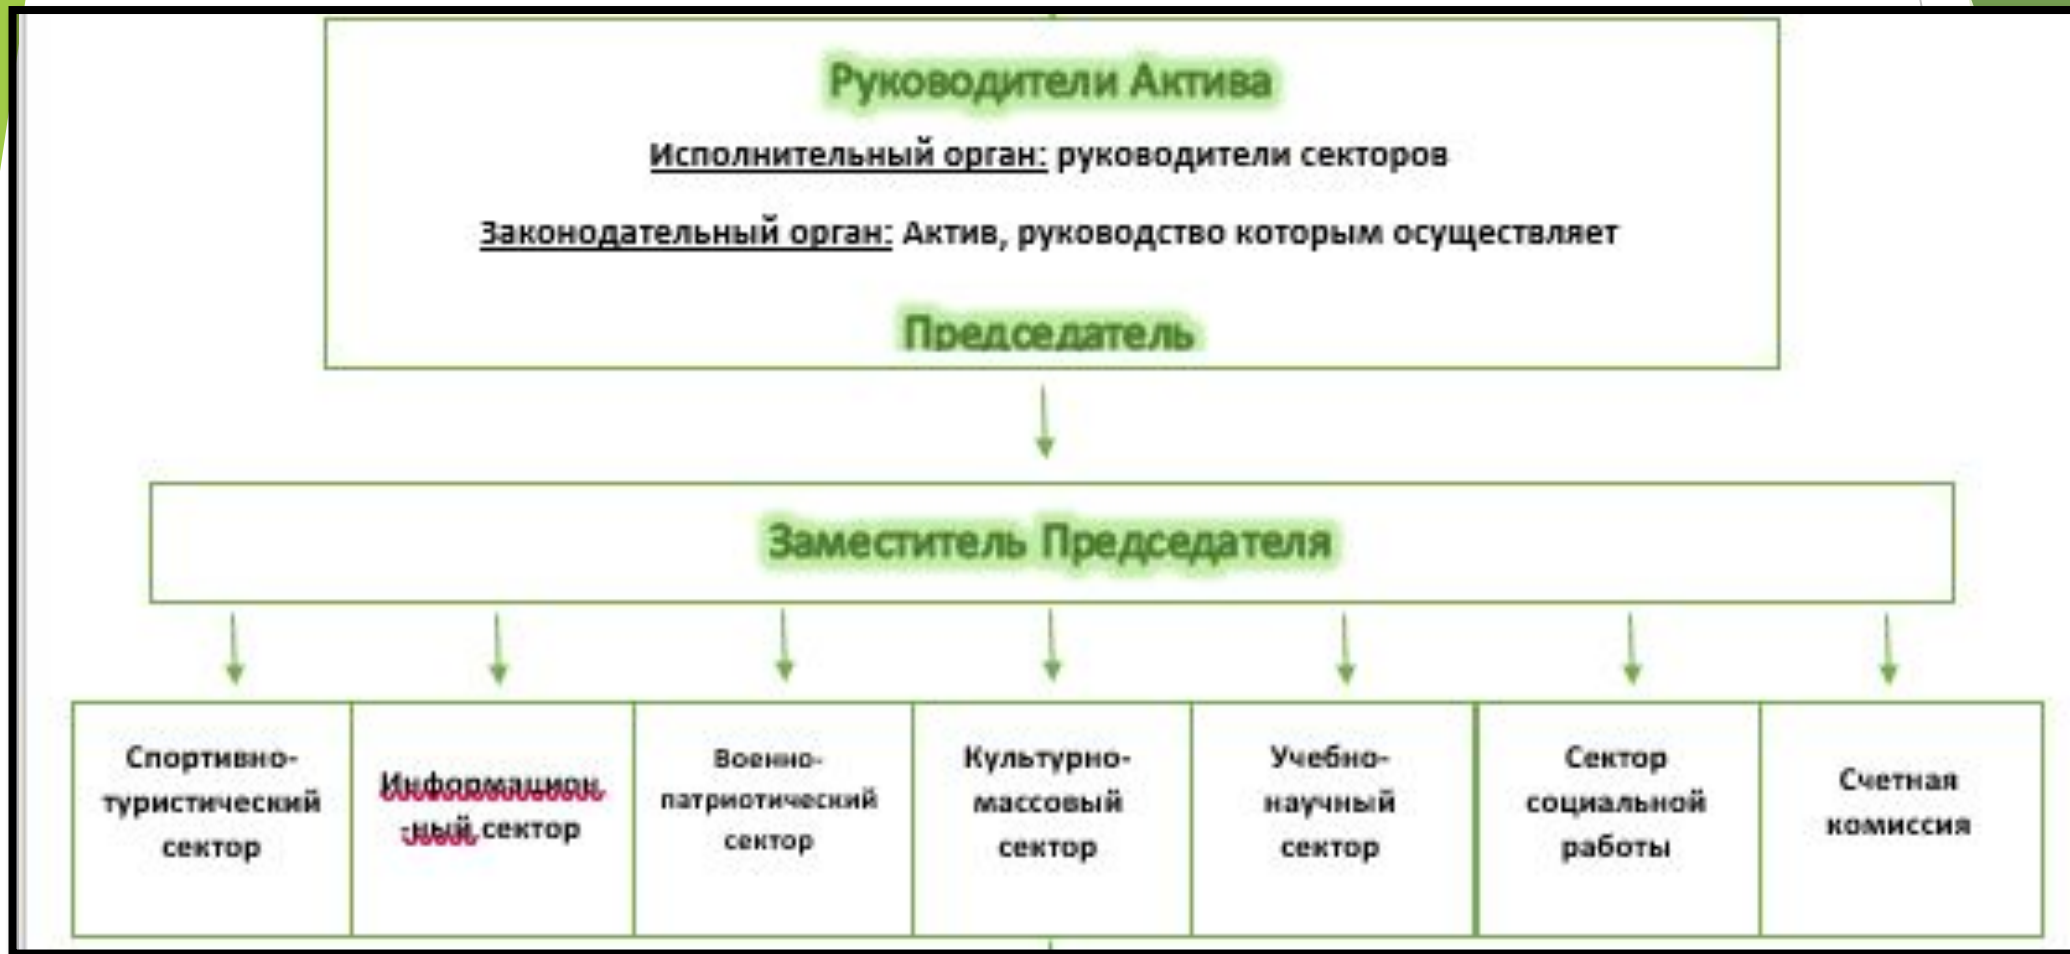 Руководители Актива
Исполнительный орган: руководители секторов
Законодательный орган: Актив, руководство которым осуществляет
Председатель
Заместитель Председателя
Спортивно-
туристический
сектор
Информацион
-ный сектор
Военно-
патриотический
сектор
Культурно-
массовый
сектор
Учебно-
научный
сектор
Сектор
социальной
работы
Счетная
комиссия